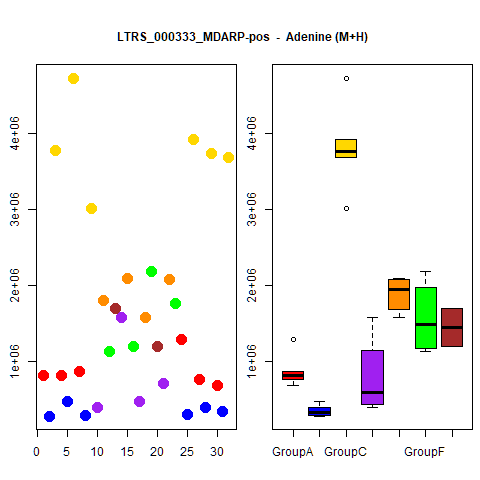 LTRS_000333_MDARP-pos - Adenine (M+H)
4e+06
3e+06
2e+06
1e+06
0 5 10 15 20 25 30
4e+06
3e+06
2e+06
1e+06
GroupA GroupC GroupF